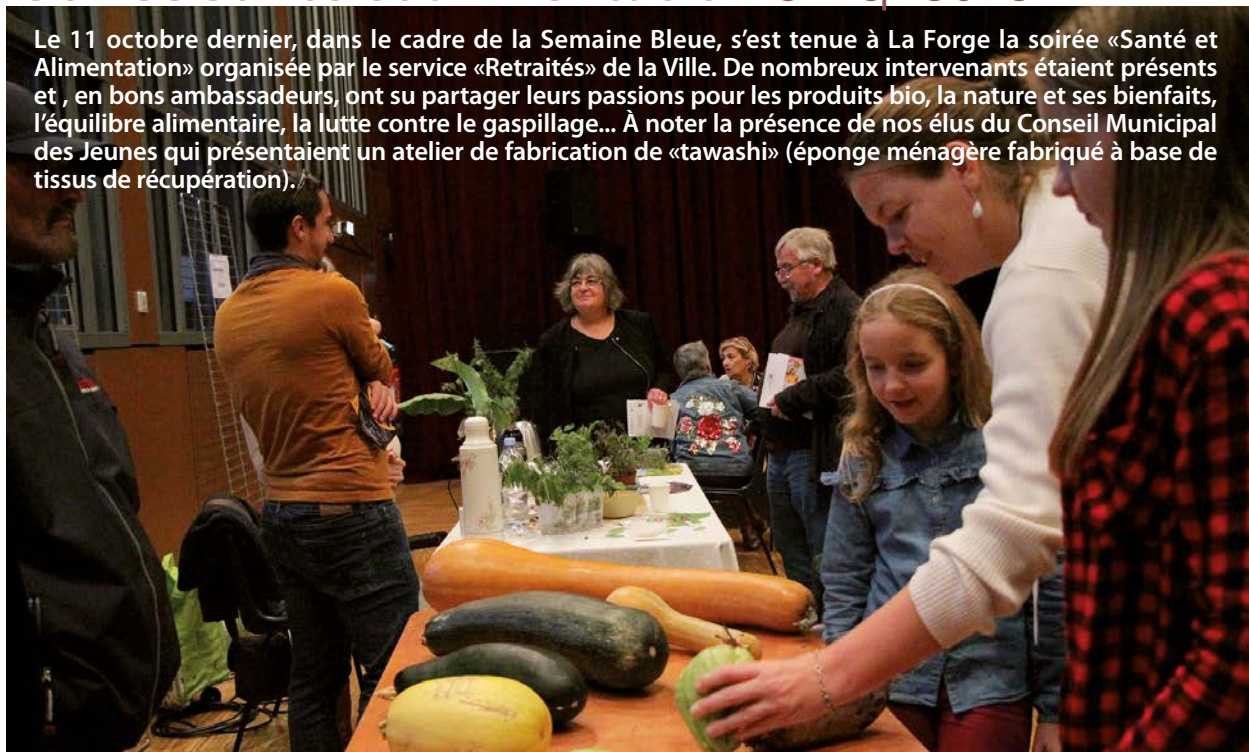 Le 11 octobre dernier, dans le cadre de la Semaine Bleue, s'est tenue à La Forge la soirée «Santé et
Alimentation» organisée par le service «Retraités» de la Ville. De nombreux intervenants étaient présents
et , en bons ambassadeurs, ont su partager leurs passions pour les produits bio, la nature et ses bienfaits,
l'équilibre alimentaire, la lutte contre le gaspillage... À noter la présence de nos élus du Conseil Municipal
des Jeunes qui présentaient un atelier de fabrication de «tawashi» (éponge ménagère fabriqué à base de
tissus de récupération).